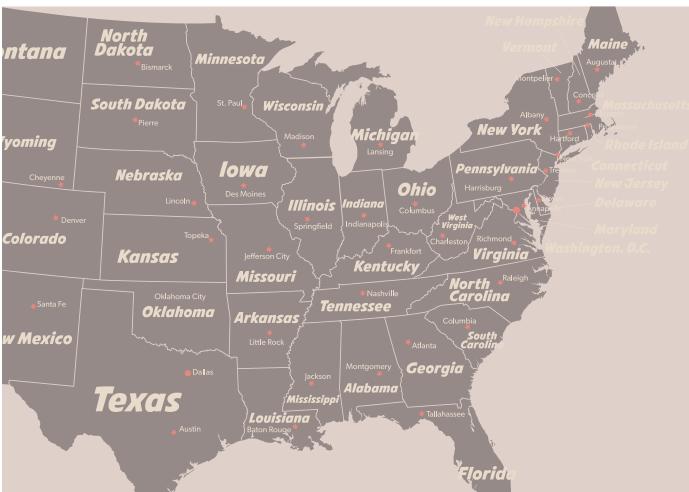 New Hampshire
Vermont
Maine
Augusta
North
Dakota
Bismarck
Minnesota
ntana
Montpelier
Conco
South Dakota
Pierre
St. Paul
Wisconsin
Madison
Michigan
Lansing
Albany
New York
Hartford
Massachusetts
Rhode Island
yoming
Cheyenne
Nebraska
Lincoln
Iowa
Des Moines
Illinois
Springfield
Indiana
Indianapolis
Ohio
Columbus
Pennsylvania
Harrisburg
Connecticut
New Jersey
Delaware
Maryland
Washington, D.C.
Denver
Colorado
Topeka
Kansas
Jefferson City
Missouri
Frankfort
Kentucky
West
Virginia
Charleston
Richmond
Virginia
Santa Fe
w Mexico
Oklahoma City
Oklahoma
Arkansas
Little Rock
Nashville
Tennessee
Raleigh
North
Carolina
Columbia
South
Carolin
Dallas
Texas
Austin
Jackson
Mississippi
Montgomery
Alabama
Atlanta
Georgia
Louisiana
Baton Rouge
Tallahassee
Florida